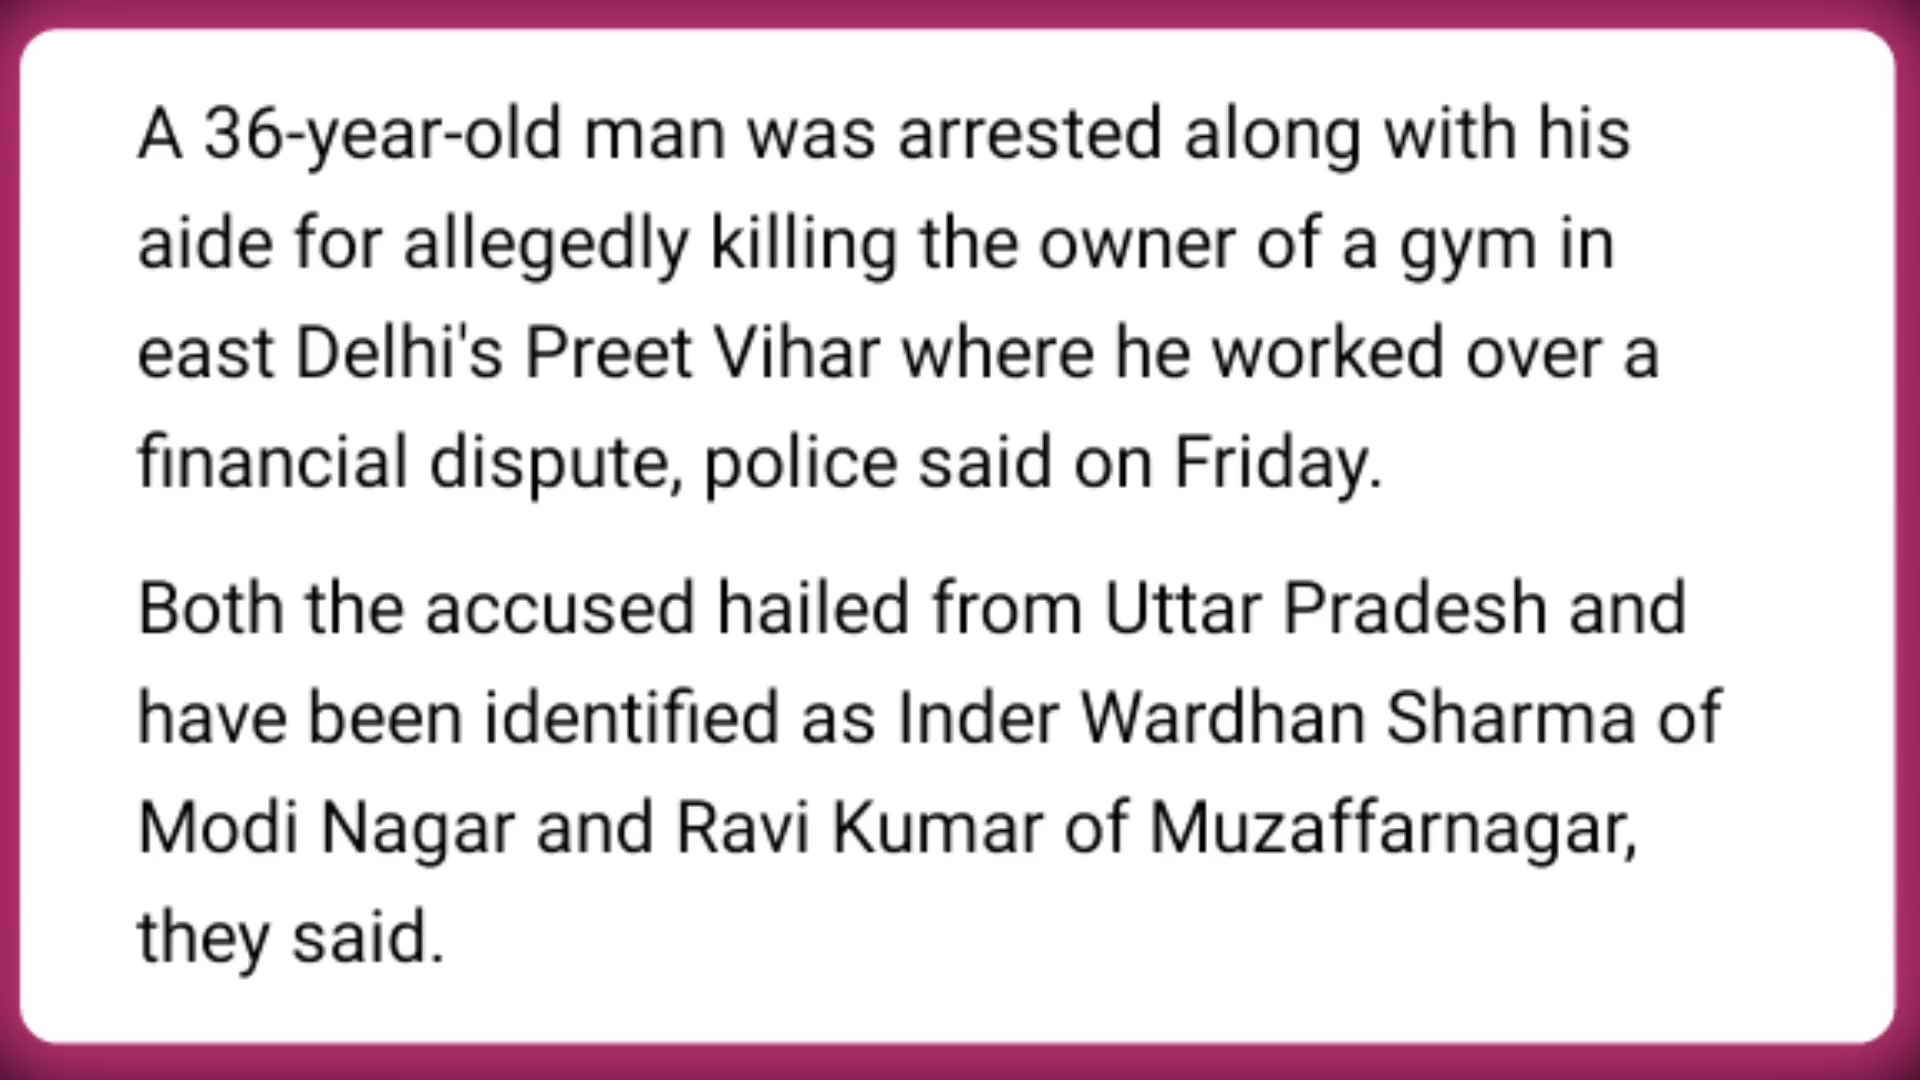 A 36-year-old man was arrested along with his
aide for allegedly killing the owner of a gym in
east Delhi's Preet Vihar where he worked over a
financial dispute, police said on Friday.
Both the accused hailed from Uttar Pradesh and
have been identified as Inder Wardhan Sharma of
Modi Nagar and Ravi Kumar of Muzaffarnagar,
they said.